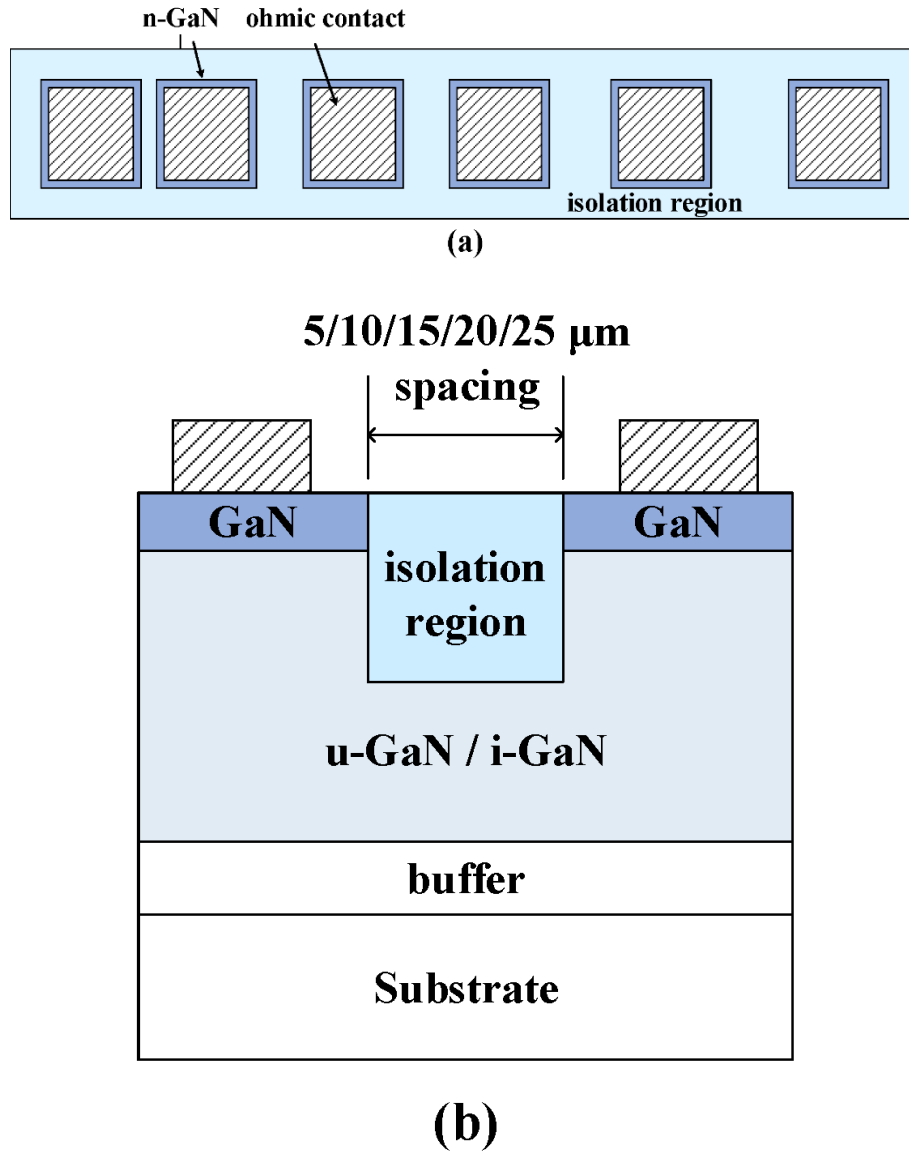 n-GaN ohmic contact
isolation region
(a)
5/10/15/20/25 μm
spacing
GaN
isolation
region
GaN
u-GaN / i-GaN
buffer
Substrate
(b)